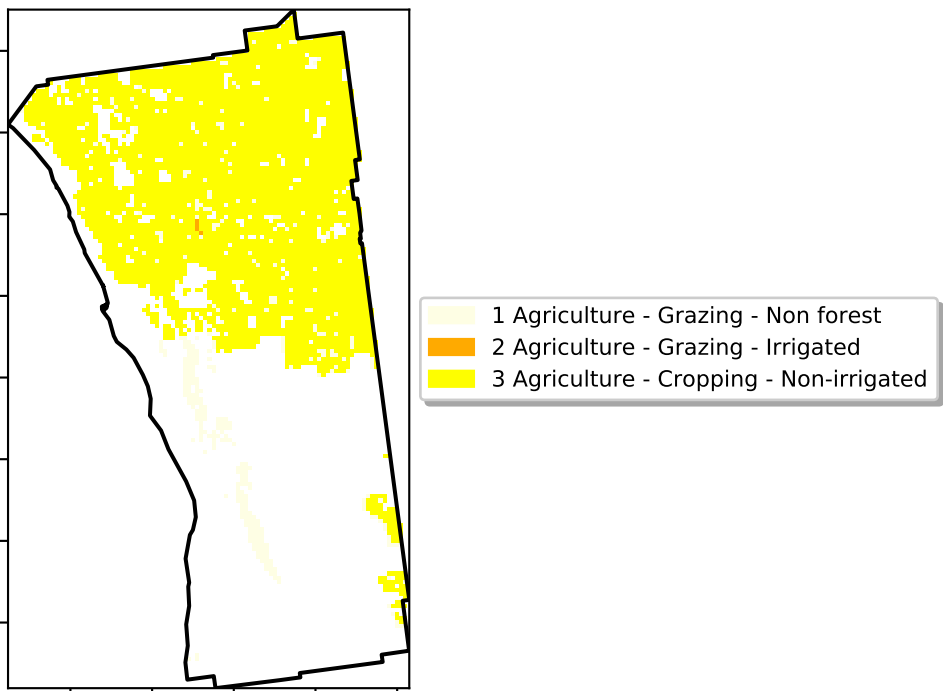 1 Agriculture - Grazing - Non forest
2 Agriculture - Grazing - Irrigated
3 Agriculture - Cropping - Non-irrigated